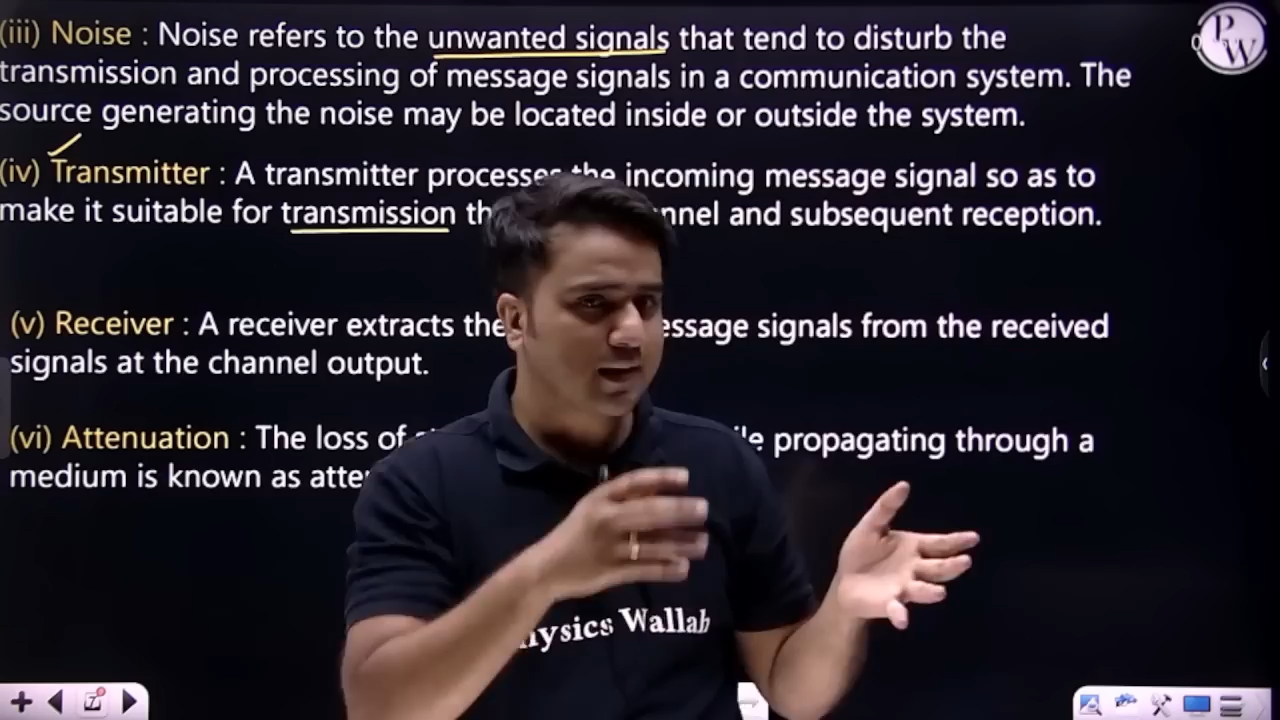 (iii) Noise : Noise refers to the unwanted signals that tend to disturb the
transmission and processing of message signals in a communication system. The
source generating the noise may be located inside or outside the system.
(iv) Transmitter : A transmitter processes the incoming message signal so as to
make it suitable for transmission and subsequent reception.
(v) Receiver : A receiver extracts the signals from the received
signals at the channel output.
(vi) Attenuation : The loss of propagating through a
medium is known as
Wallah
PW